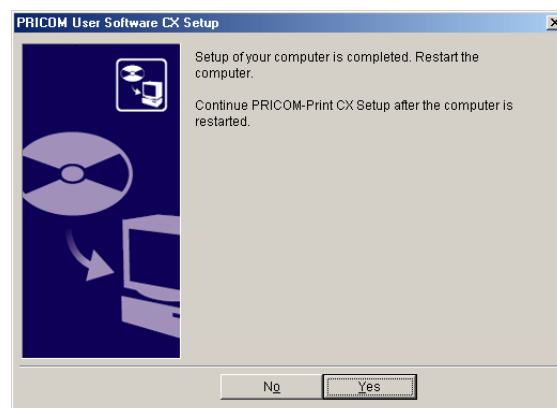 PRICOM User Software CX Setup
Setup of your computer is completed. Restart the
computer.
Continue PRICOM-Print CX Setup after the computer is
restarted.
No
Yes